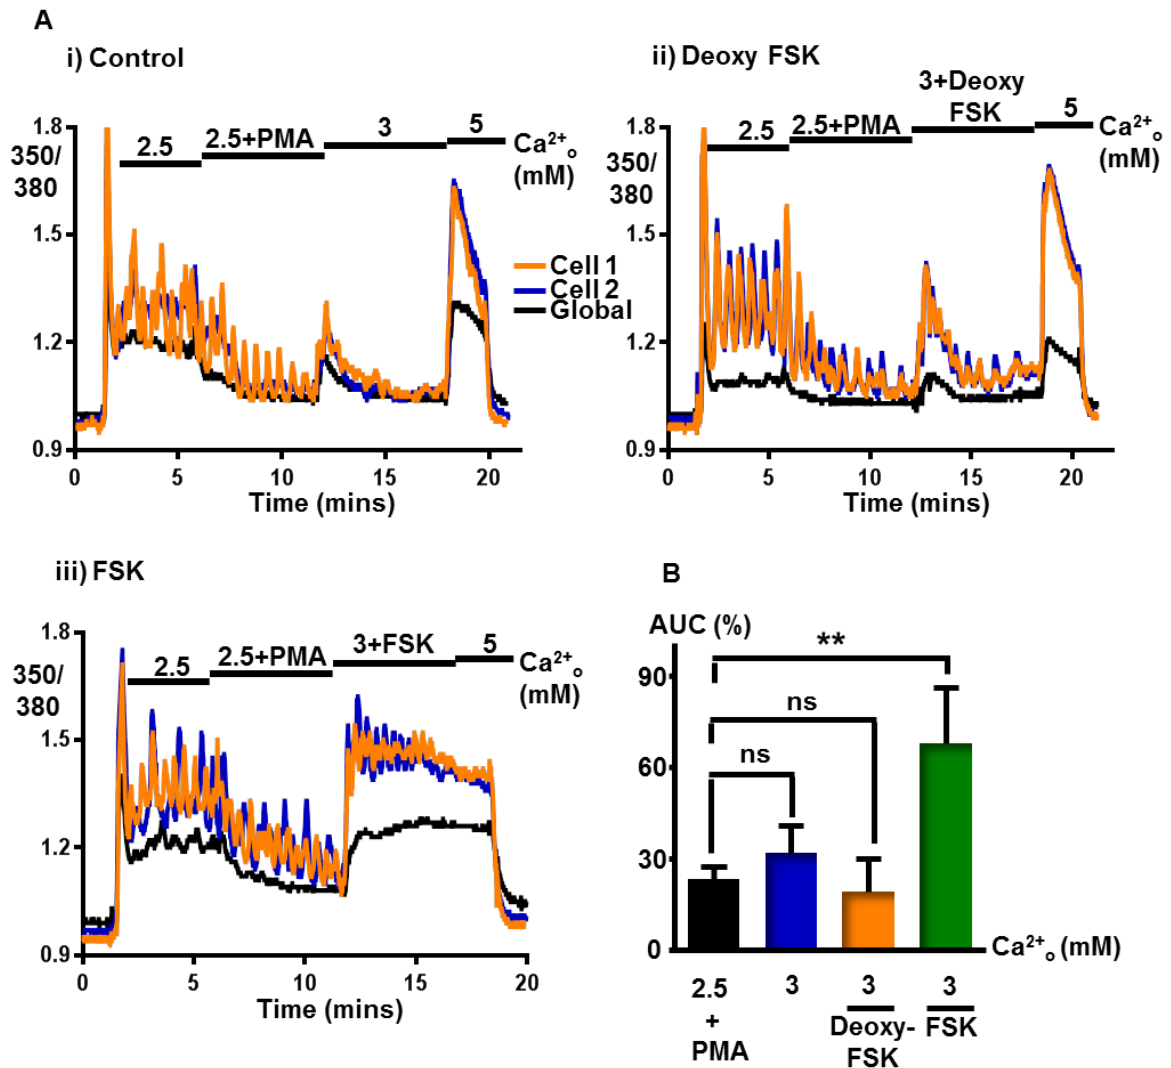 A
i) Control
1.8
1.5
1.2
0.9
350/
380
2.5
2.5+PMA
3
5
Ca²⁺ₒ
(mM)
Cell 1
Cell 2
Global
0
5
10
15
20
Time (mins)
ii) Deoxy FSK
1.8
1.5
1.2
0.9
350/
380
2.5
2.5+PMA
3+Deoxy
FSK
5
Ca²⁺ₒ
(mM)
0
5
10
15
20
Time (mins)
iii) FSK
1.8
1.5
1.2
0.9
350/
380
2.5
2.5+PMA
3+FSK
5
Ca²⁺ₒ
(mM)
0
5
10
15
20
Time (mins)
B
AUC (%)
90
60
30
0
**
ns
ns
Ca²⁺ₒ (mM)
2.5
+
PMA
3
3
Deoxy-
FSK
3
FSK